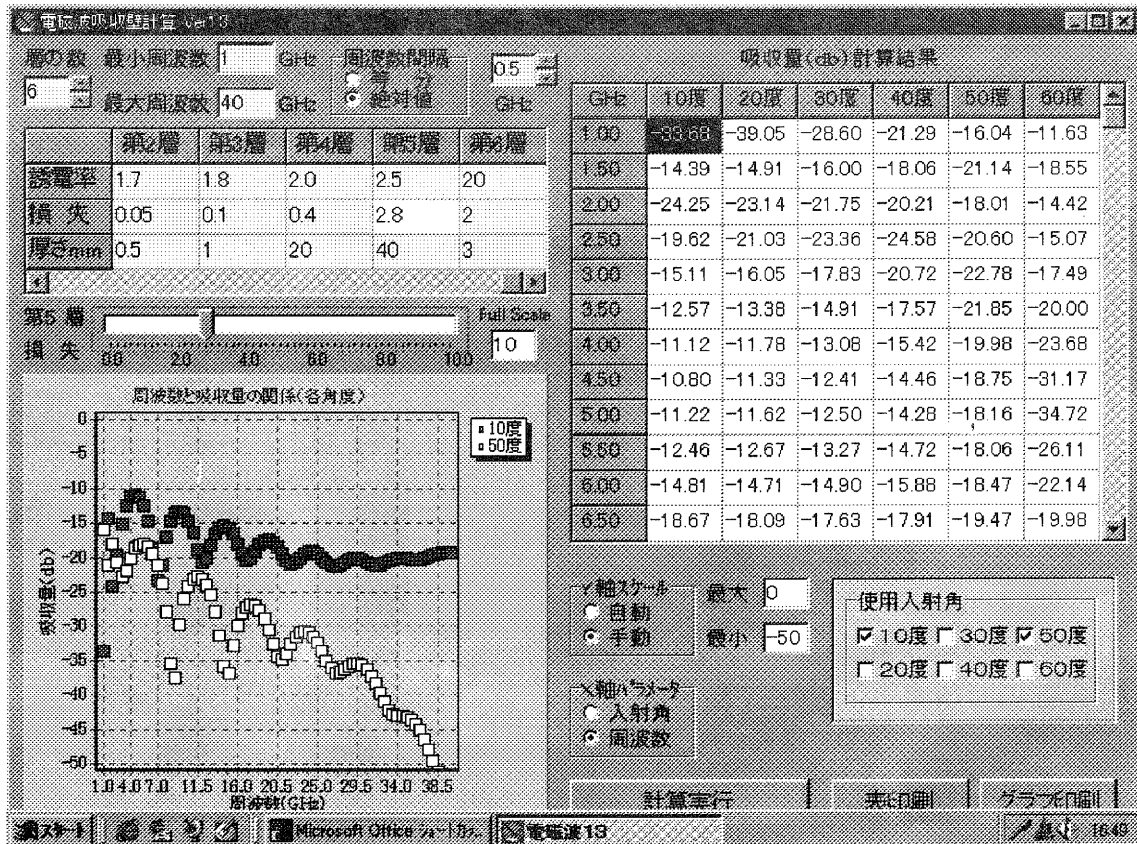 電磁波吸収壁計算 Ver13
層の数 最小周波数 1 GHz 周波数間隔 0.5
6 最大周波数 40 GHz 等 分 GHz
絶対値
第2層 第3層 第4層 第5層 第6層
誘電率 1.7 1.8 2.0 2.5 20
損 失 0.05 0.1 0.4 2.8 2
厚さmm 0.5 1 20 40 3
第5 層 Full Scale
損 失 0.0 2.0 4.0 6.0 8.0 10.0 10
周波数と吸収量の関係(各角度)
10度
50度
0
-5
-10
-15
-20
-25
-30
-35
-40
-45
-50
吸収量(db)
1.0 4.0 7.0 11.5 16.0 20.5 25.0 29.5 34.0 38.5
周波数(GHz)
吸収量(db)計算結果
GHz 10度 20度 30度 40度 50度 60度
1.00 -33.68 -39.05 -28.60 -21.29 -16.04 -11.63
1.50 -14.39 -14.91 -16.00 -18.06 -21.14 -18.55
2.00 -24.25 -23.14 -21.75 -20.21 -18.01 -14.42
2.50 -19.62 -21.03 -23.36 -24.58 -20.60 -15.07
3.00 -15.11 -16.05 -17.83 -20.72 -22.78 -17.49
3.50 -12.57 -13.38 -14.91 -17.57 -21.85 -20.00
4.00 -11.12 -11.78 -13.08 -15.42 -19.98 -23.68
4.50 -10.80 -11.33 -12.41 -14.46 -18.75 -31.17
5.00 -11.22 -11.62 -12.50 -14.28 -18.16 -34.72
5.50 -12.46 -12.67 -13.27 -14.72 -18.06 -26.11
6.00 -14.81 -14.71 -14.90 -15.88 -18.47 -22.14
6.50 -18.67 -18.09 -17.63 -17.91 -19.47 -19.98
Y軸スケール 最大 0
自動
手動 最小 -50
使用入射角
10度 30度 50度
20度 40度 60度
X軸パラメータ
入射角
周波数
計算実行 表印刷 グラフ印刷
スタート Microsoft Office ショートカッ... 電磁波13 16:49